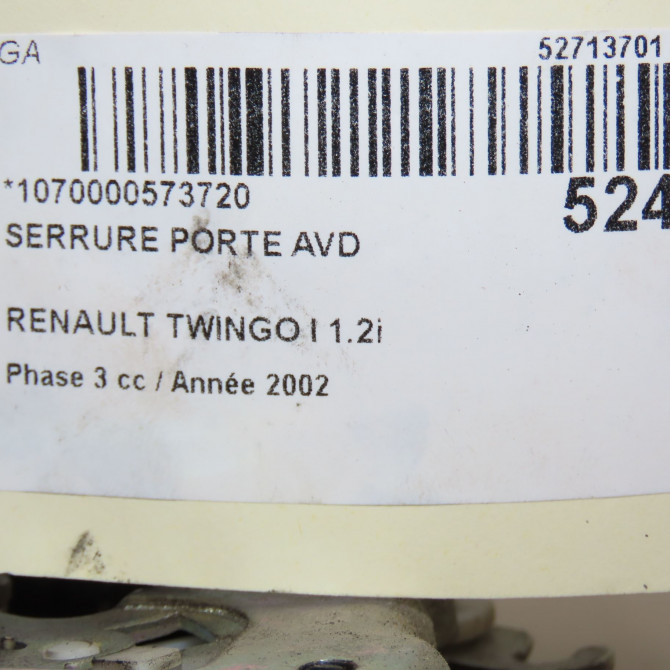 GA 52713701
*1070000573720
524
SERRURE PORTE AVD
RENAULT TWINGO I 1.2i
Phase 3 cc / Année 2002